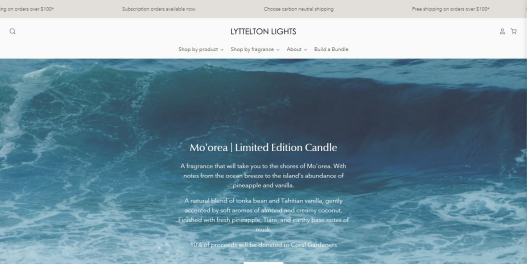 ing on orders over $100*
Subscription orders available now.
Choose carbon neutral shipping
Free shipping on orders over $100*
LYTTELTON LIGHTS
Shop by product
Shop by fragrance
About
Build a Bundle
Mo'orea | Limited Edition Candle
A fragrance that will take you to the shores of Mo'orea. With
notes from the ocean breeze to the island's abundance of
pineapple and vanilla.
A natural blend of tonka bean and Tahitian vanilla, gently
accorded by soft aromas of almond and creamy coconut.
Finished with fresh pineapple, Tiare, and earthy base notes of
musk.
10% of proceeds will be donated to Coral Gardeners